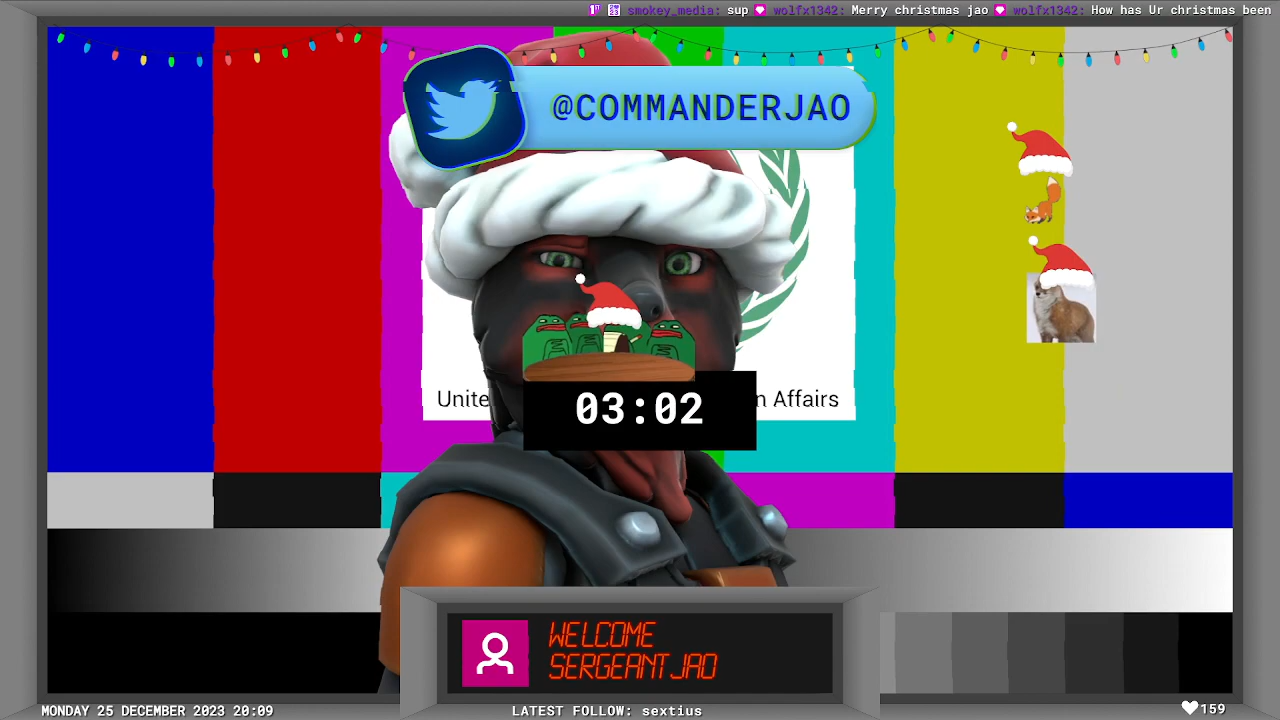 smokey_media: sup wolfx1342: Merry christmas jao wolfx1342: How has Ur christmas been
@COMMANDERJAO
Unite n Affairs
03:02
WELCOME
SERGEANTJAO
MONDAY 25 DECEMBER 2023 20:09 LATEST FOLLOW: sextius 159